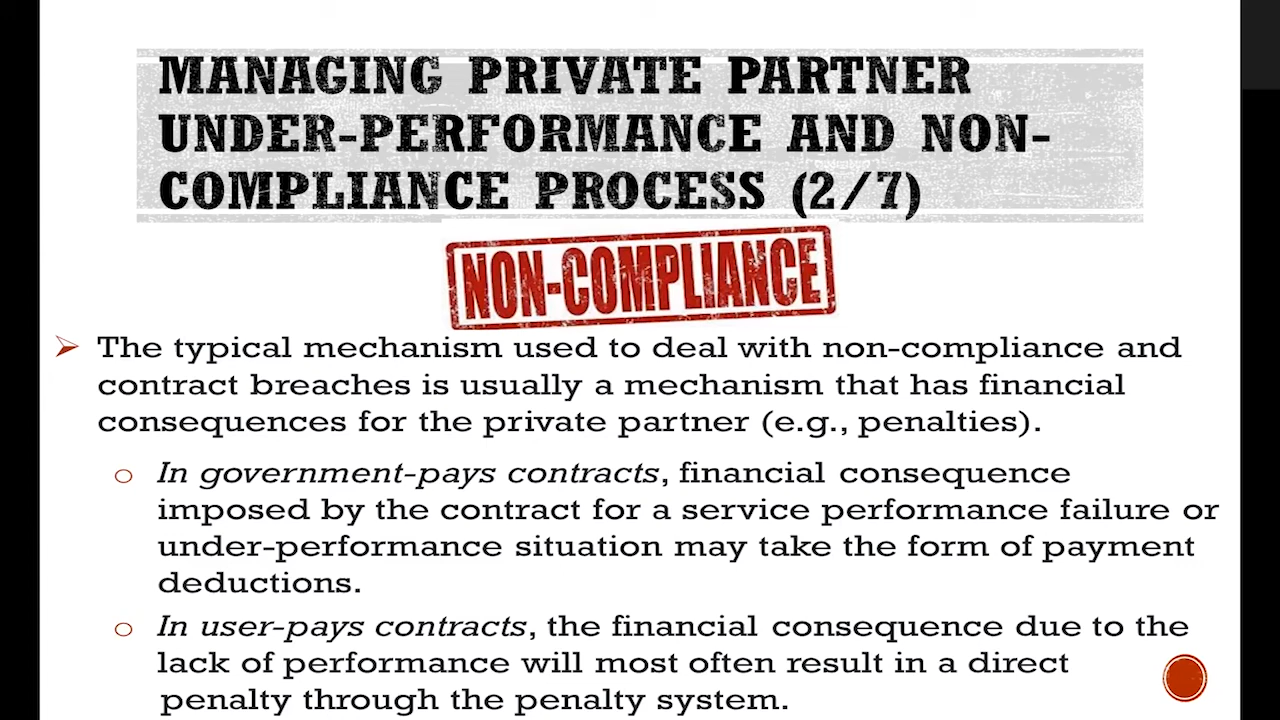 MANAGING PRIVATE PARTNER
UNDER-PERFORMANCE AND NON-
COMPLIANCE PROCESS (2/7)
NON-COMPLIANCE
The typical mechanism used to deal with non-compliance and
contract breaches is usually a mechanism that has financial
consequences for the private partner (e.g., penalties).
In government-pays contracts, financial consequence
imposed by the contract for a service performance failure or
under-performance situation may take the form of payment
deductions.
In user-pays contracts, the financial consequence due to the
lack of performance will most often result in a direct
penalty through the penalty system.